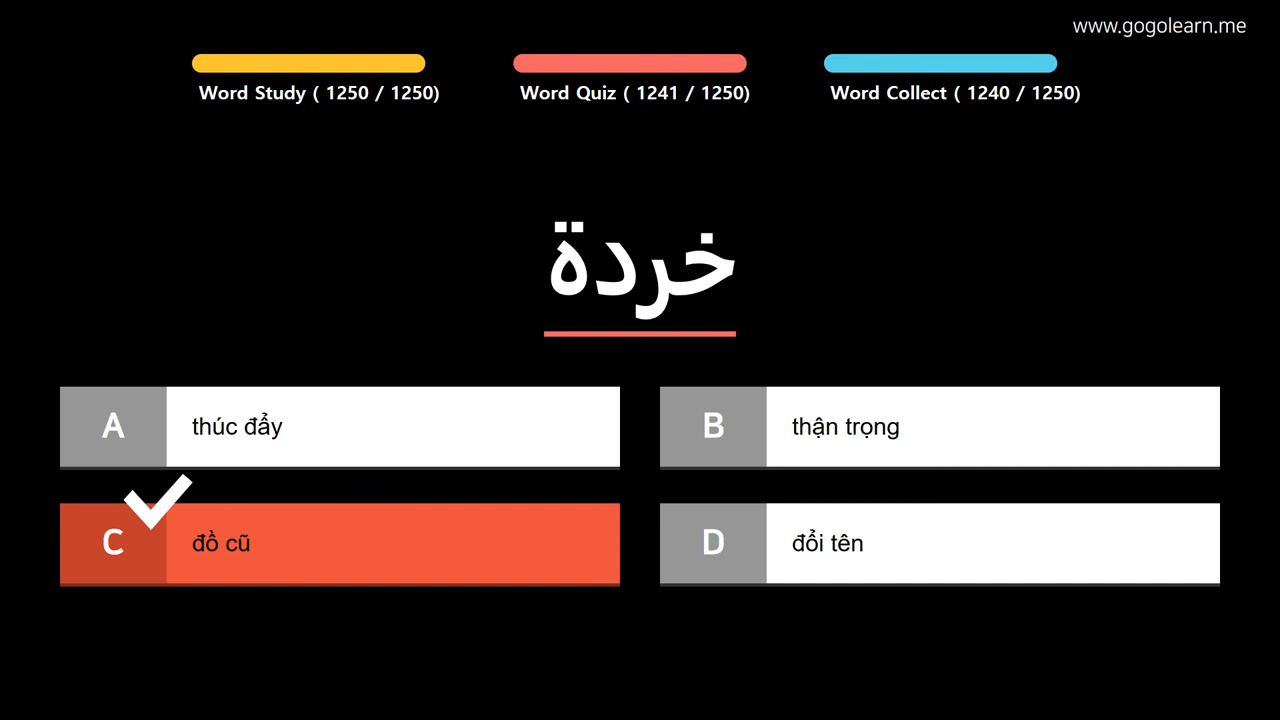 www.gogolearn.me
Word Study ( 1250 / 1250)
Word Quiz ( 1241 / 1250)
Word Collect ( 1240 / 1250)
خردة
A
thúc đẩy
B
thận trọng
C
đồ cũ
D
đổi tên